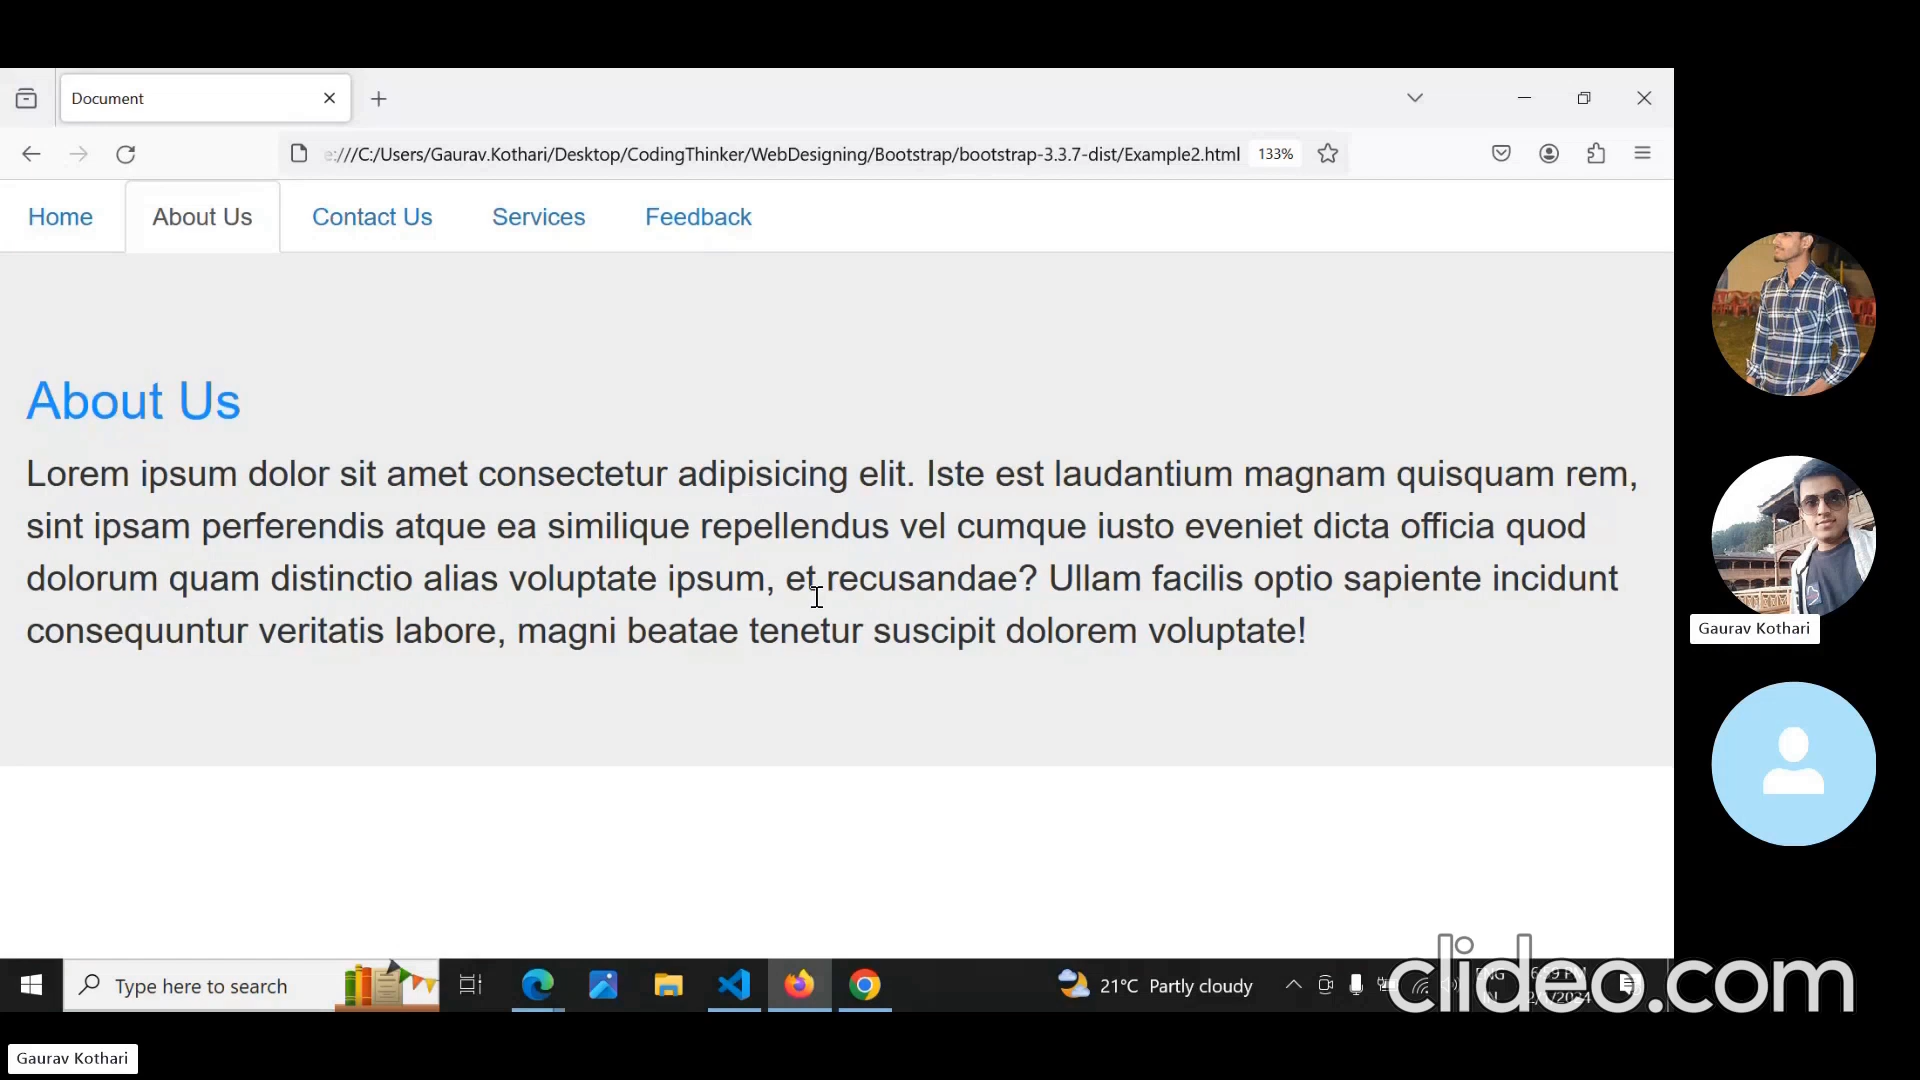 Document
e:///C:/Users/Gaurav.Kothari/Desktop/CodingThinker/WebDesigning/Bootstrap/bootstrap-3.3.7-dist/Example2.html
133%
Home
About Us
Contact Us
Services
Feedback
About Us
Lorem ipsum dolor sit amet consectetur adipisicing elit. Iste est laudantium magnam quisquam rem,
sint ipsam perferendis atque ea similique repellendus vel cumque iusto eveniet dicta officia quod
dolorum quam distinctio alias voluptate ipsum, et recusandae? Ullam facilis optio sapiente incidunt
consequuntur veritatis labore, magni beatae tenetur suscipit dolorem voluptate!
Gaurav Kothari
Type here to search
21°C Partly cloudy
ENG
clideo.com
Gaurav Kothari